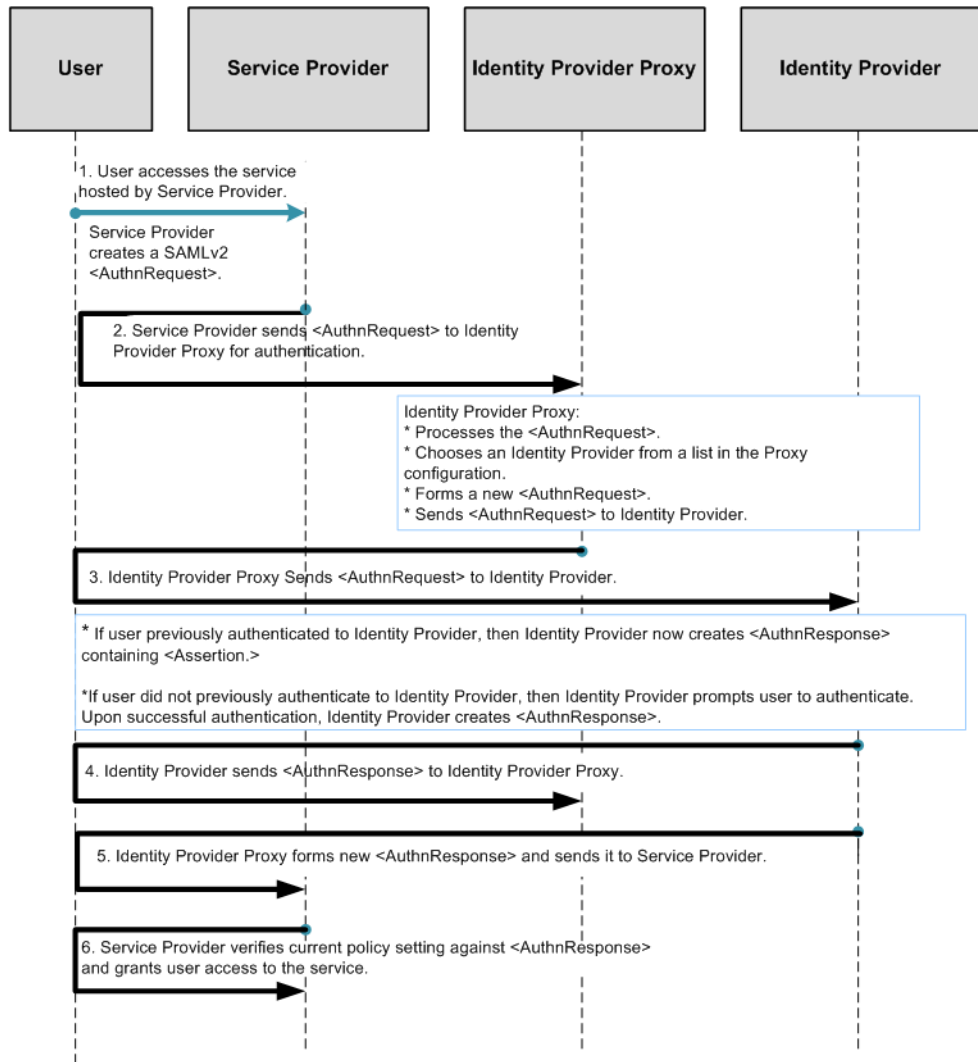 User
Service Provider
Identity Provider Proxy
Identity Provider
1. User accesses the service
hosted by Service Provider.
Service Provider
creates a SAMLv2
<AuthnRequest>.
2. Service Provider sends <AuthnRequest> to Identity
Provider Proxy for authentication.
Identity Provider Proxy:
* Processes the <AuthnRequest>.
* Chooses an Identity Provider from a list in the Proxy
configuration.
* Forms a new <AuthnRequest>.
* Sends <AuthnRequest> to Identity Provider.
3. Identity Provider Proxy Sends <AuthnRequest> to Identity Provider.
* If user previously authenticated to Identity Provider, then Identity Provider now creates <AuthnResponse>
containing <Assertion.>
*If user did not previously authenticate to Identity Provider, then Identity Provider prompts user to authenticate.
Upon successful authentication, Identity Provider creates <AuthnResponse>.
4. Identity Provider sends <AuthnResponse> to Identity Provider Proxy.
5. Identity Provider Proxy forms new <AuthnResponse> and sends it to Service Provider.
6. Service Provider verifies current policy setting against <AuthnResponse>
and grants user access to the service.